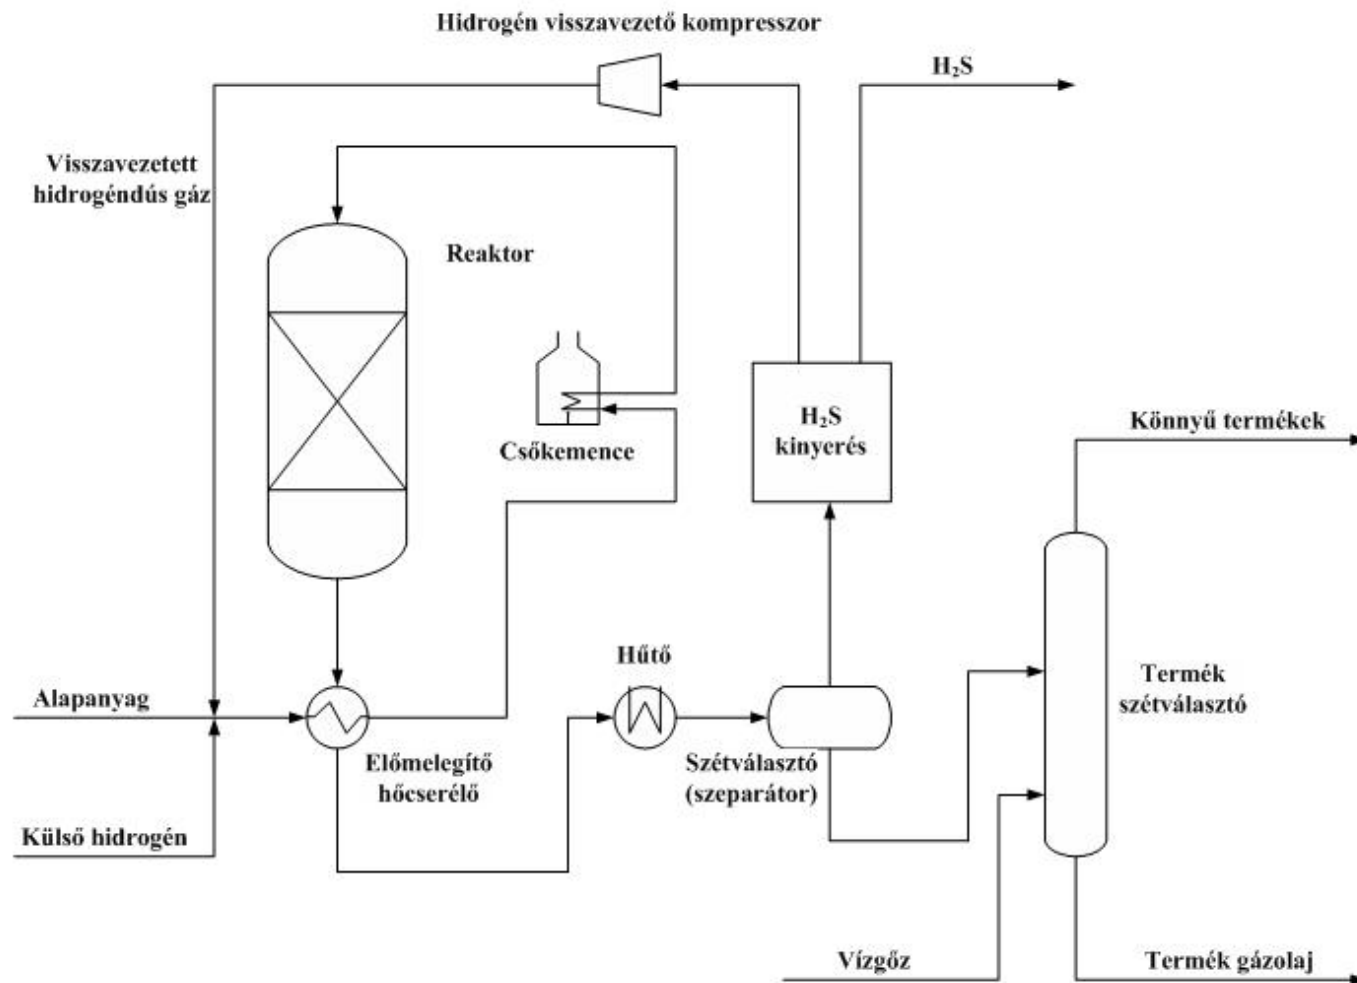 Hidrogén visszavezető kompresszor
H₂S
Visszavezetett
hidrogéndús gáz
Reaktor
H₂S
kinyerés
Csőkemence
Könnyű termékek
Hűtő
Alapanyag
Termék
szétválasztó
Előmelegítő
hőcserélő
Szétválasztó
(szeparátor)
Külső hidrogén
Vízgőz
Termék gázolaj